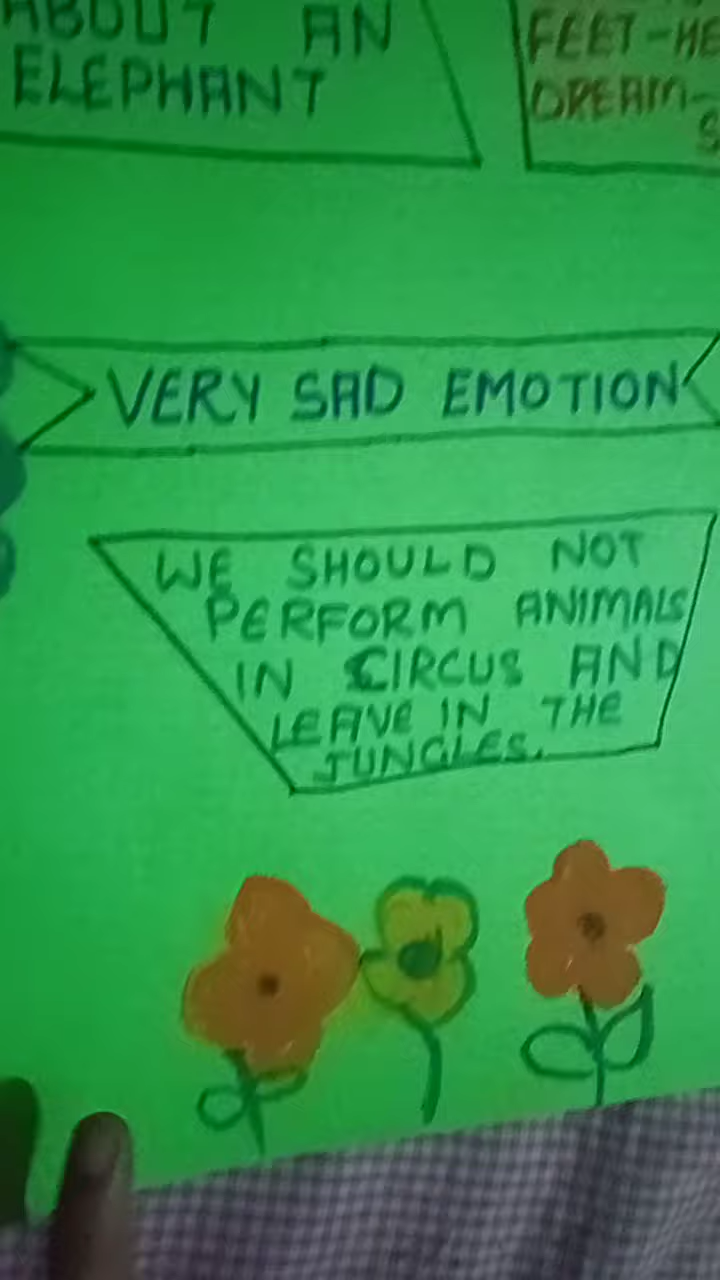 ABOUT AN
ELEPHANT
FEET-HE
DREAM-
S
VERY SAD EMOTION
WE SHOULD NOT
PERFORM ANIMALS
IN CIRCUS AND
LEAVE IN THE
JUNGLES.